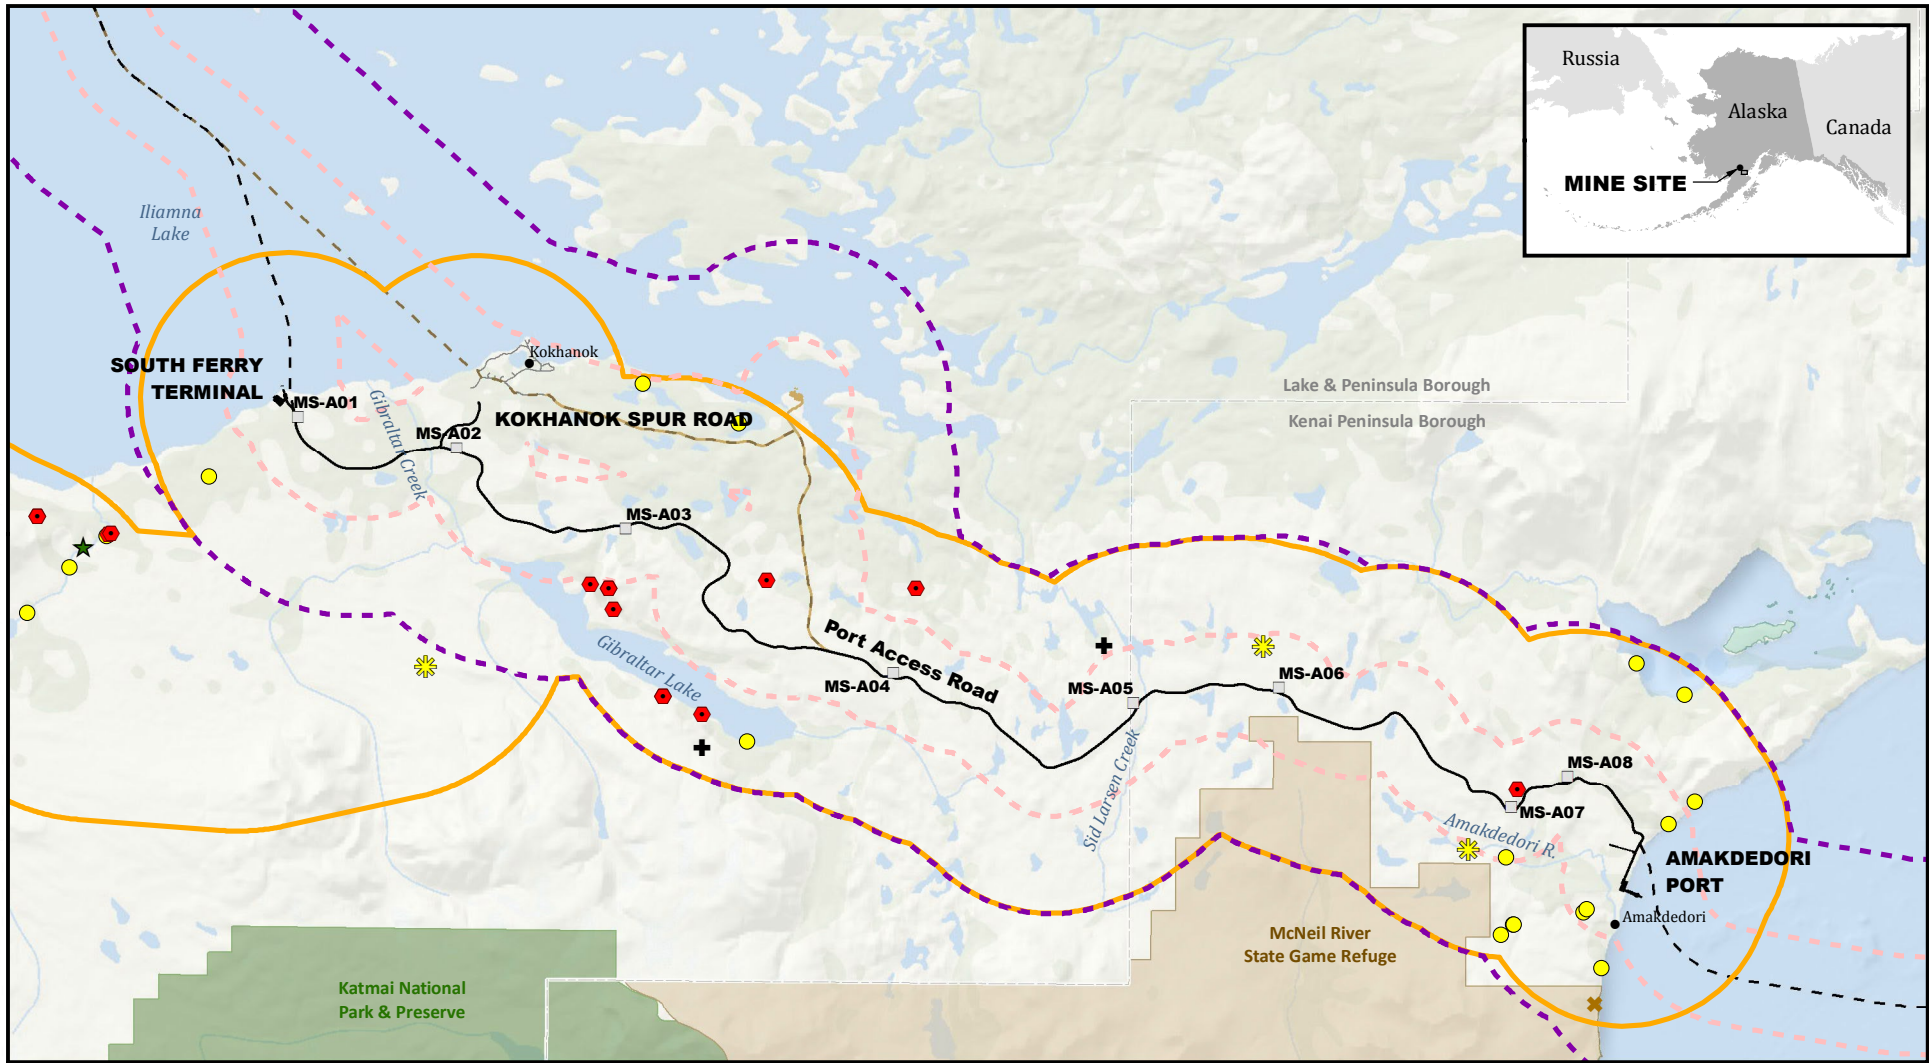 Russia
Alaska
Canada
MINE SITE
Iliamna
Lake
SOUTH FERRY
TERMINAL
MS-A01
Gibraltar Creek
Kokhanok
MS-A02
KOKHANOK SPUR ROAD
Lake & Peninsula Borough
Kenai Peninsula Borough
MS-A03
Gibraltar Lake
Port Access Road
MS-A04
MS-A05
MS-A06
Sid Larsen Creek
MS-A08
MS-A07
Amakdedori R.
AMAKDEDORI
PORT
Amakdedori
McNeil River
State Game Refuge
Katmai National
Park & Preserve